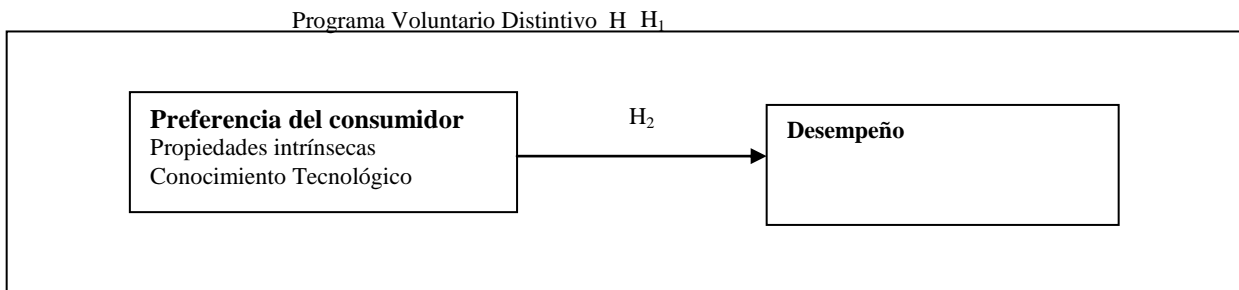 Programa Voluntario Distintivo H H₁
Preferencia del consumidor
Propiedades intrínsecas
Conocimiento Tecnológico
H₂
Desempeño